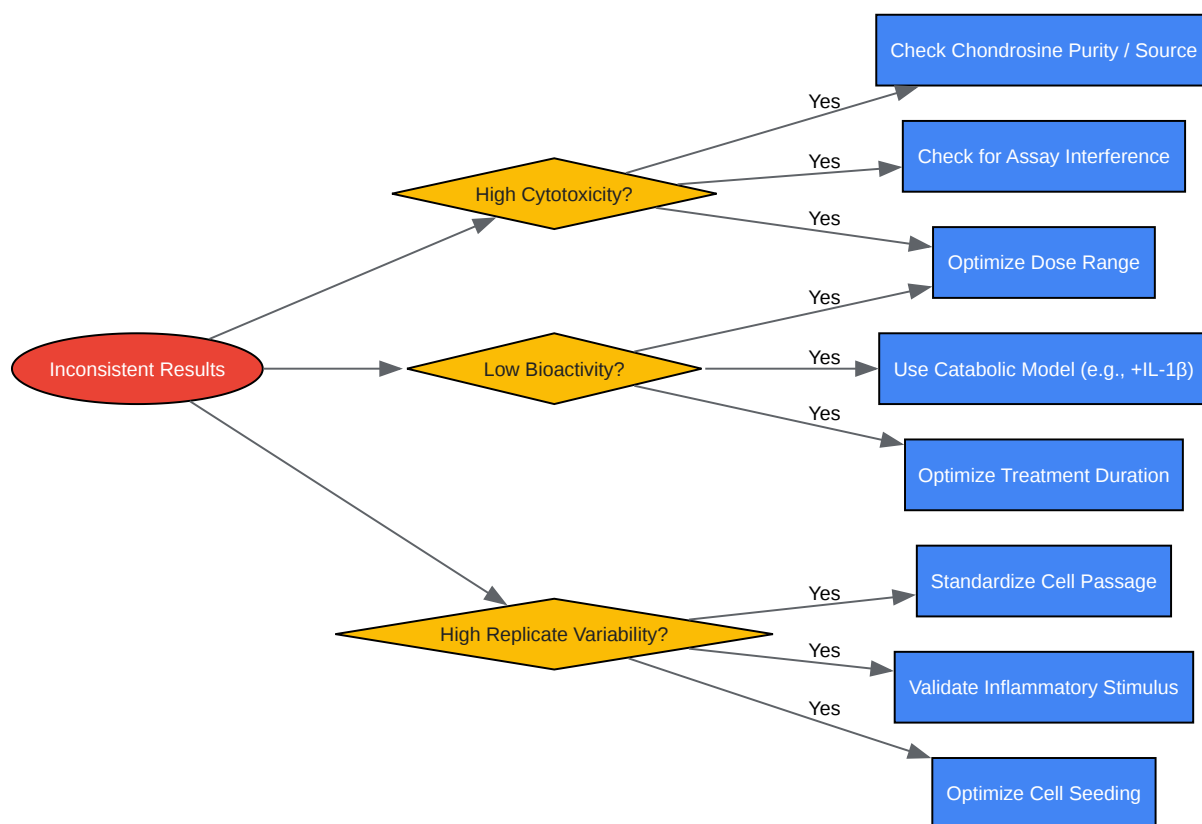 Inconsistent Results
High Cytotoxicity?
Low Bioactivity?
High Replicate Variability?
Yes
Yes
Yes
Yes
Yes
Yes
Yes
Yes
Yes
Check Chondrosine Purity / Source
Check for Assay Interference
Optimize Dose Range
Use Catabolic Model (e.g., +IL-1β)
Optimize Treatment Duration
Standardize Cell Passage
Validate Inflammatory Stimulus
Optimize Cell Seeding